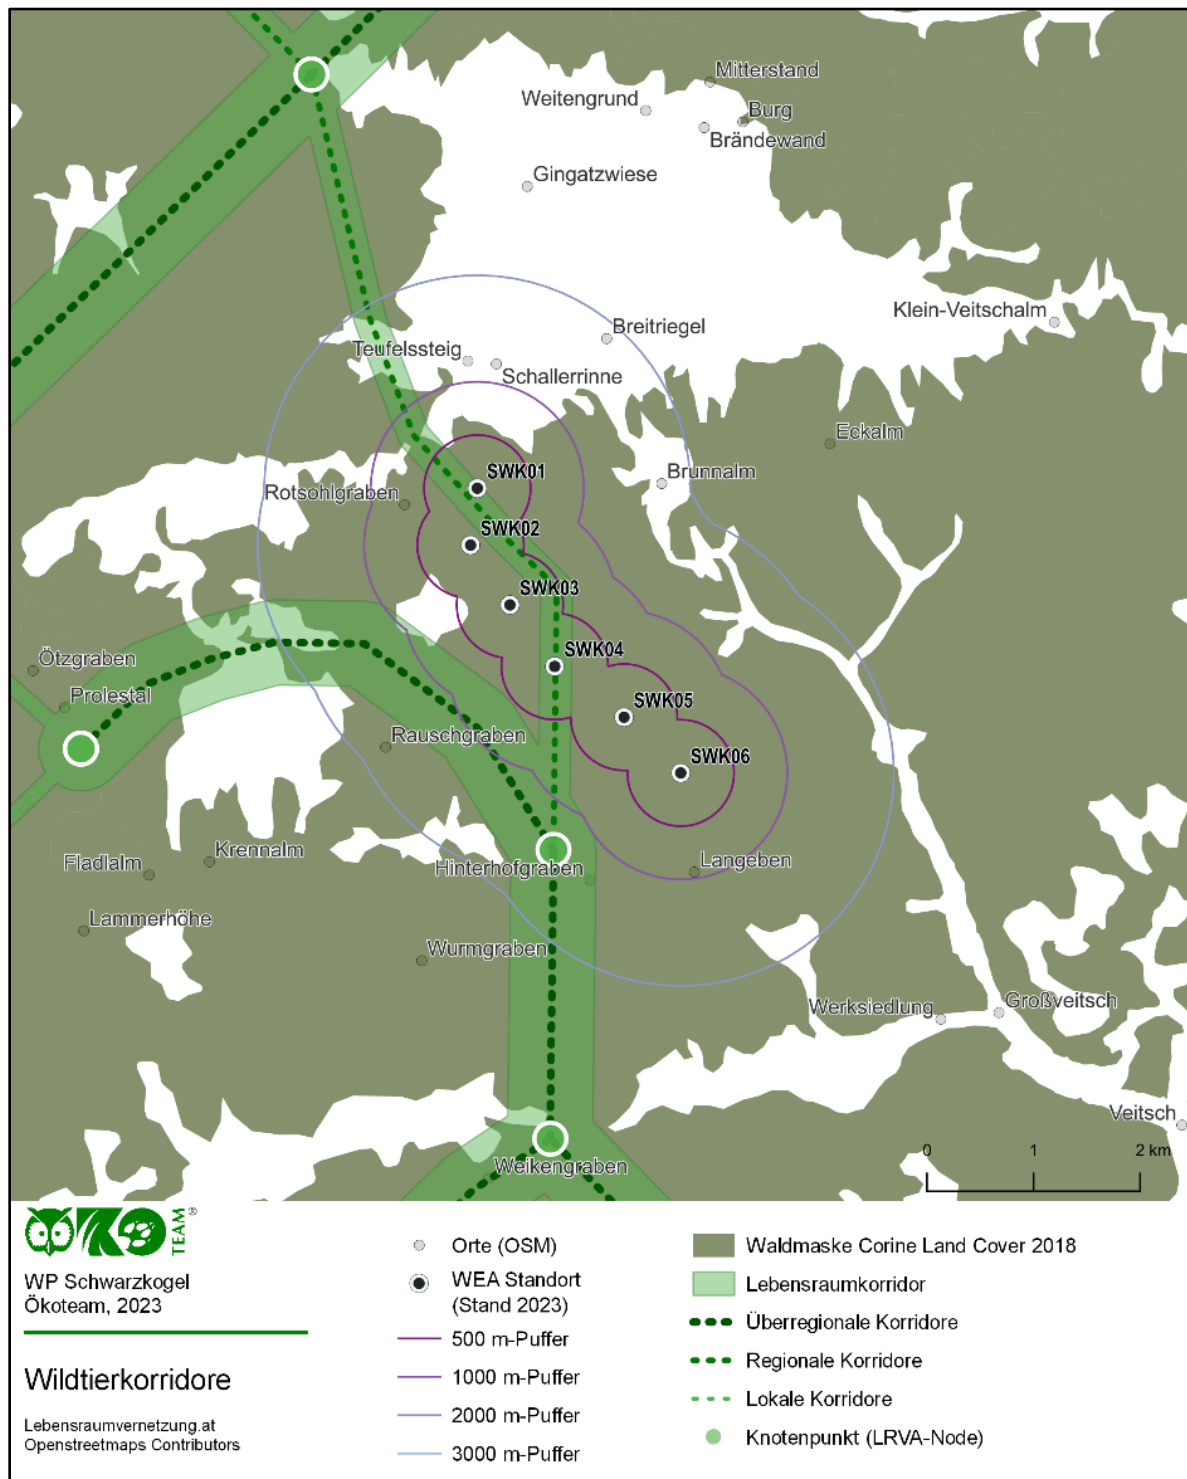 Mitterstand
Weitengrund
Burg
Brändewand
Gingatzwiese
Klein-Veitschalm
Breitriegel
Teufelssteig
Schallerrinne
Eckalm
SWK01
Brunnalm
Rotsohlgraben
SWK02
SWK03
SWK04
Ötzgraben
Prolestal
SWK05
Rauschgraben
SWK06
Krennalm
Fladlalm
Hinterhofgraben
Langeben
Lammerhöhe
Wurmgraben
Werksiedlung
Großveitsch
Veitsch
0 1 2 km
Weikengraben
ÖKO TEAM ®
WP Schwarzkogel
Ökoteam, 2023
Wildtierkorridore
Lebensraumvernetzung.at
Openstreetmaps Contributors
Orte (OSM)
WEA Standort
(Stand 2023)
500 m-Puffer
1000 m-Puffer
2000 m-Puffer
3000 m-Puffer
Waldmaske Corine Land Cover 2018
Lebensraumkorridor
Überregionale Korridore
Regionale Korridore
Lokale Korridore
Knotenpunkt (LRVA-Node)